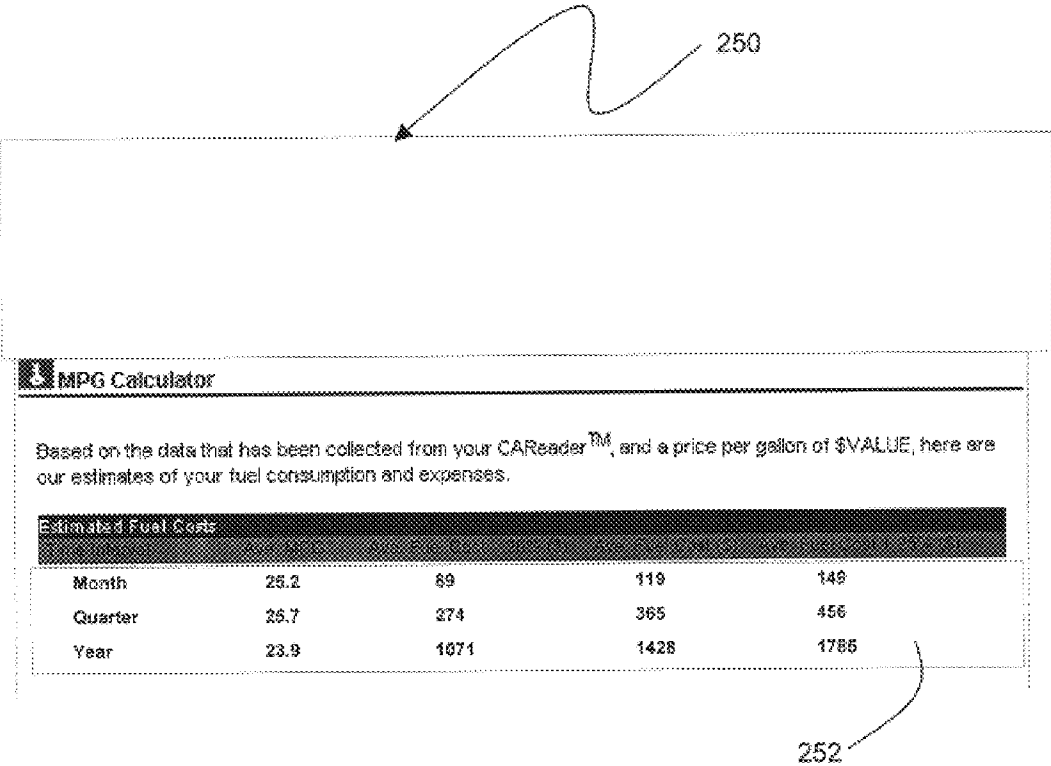 250
MPG Calculator
Based on the data that has been collected from your CAReader™, and a price per gallon of $VALUE, here are
our estimates of your fuel consumption and expenses.
Estimated Fuel Costs
Month 25.2 89 119 149
Quarter 25.7 274 365 456
Year 23.9 1071 1428 1785
252